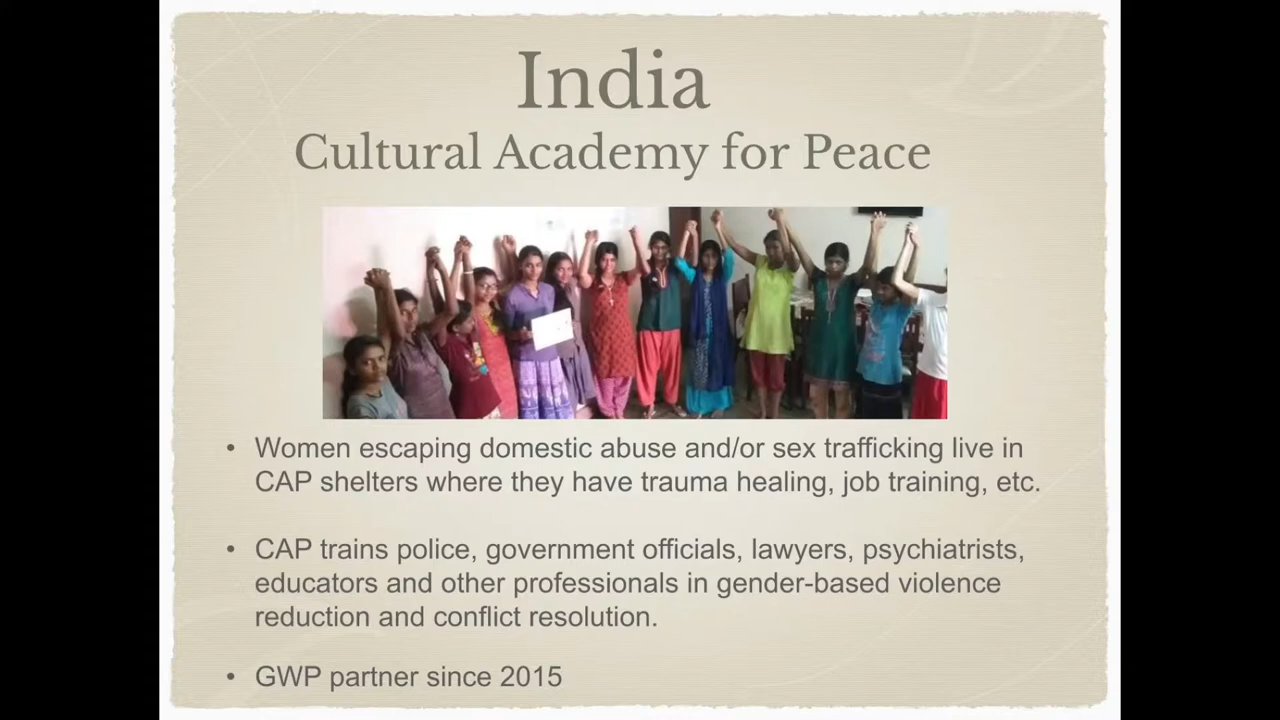 India
Cultural Academy for Peace
• Women escaping domestic abuse and/or sex trafficking live in
CAP shelters where they have trauma healing, job training, etc.
• CAP trains police, government officials, lawyers, psychiatrists,
educators and other professionals in gender-based violence
reduction and conflict resolution.
• GWP partner since 2015